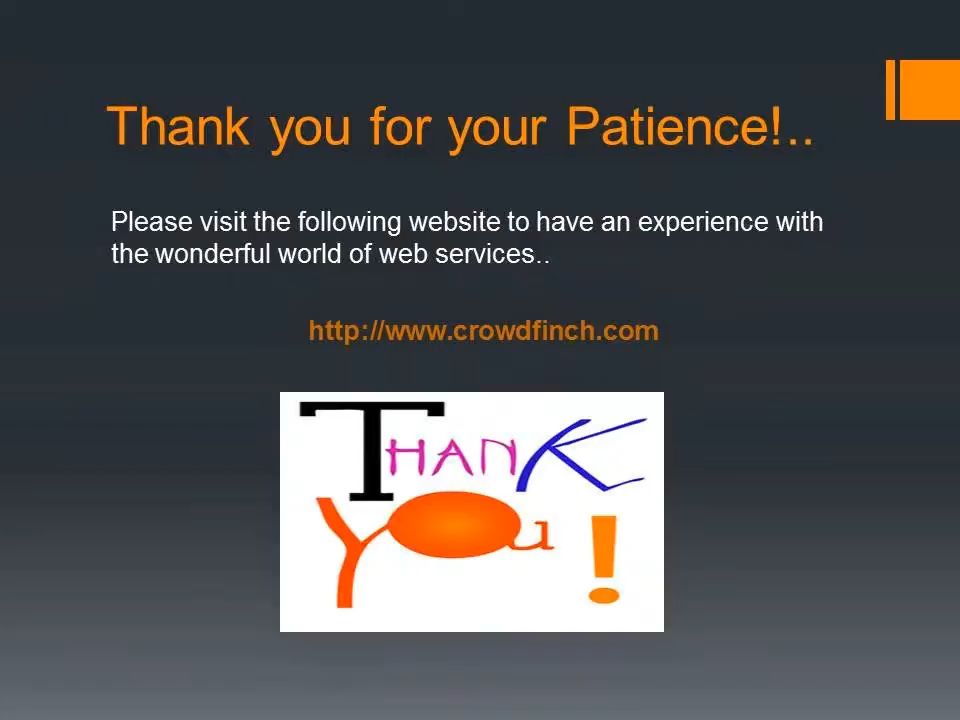 Thank you for your Patience!..
Please visit the following website to have an experience with
the wonderful world of web services..
http://www.crowdfinch.com
THANK
You !